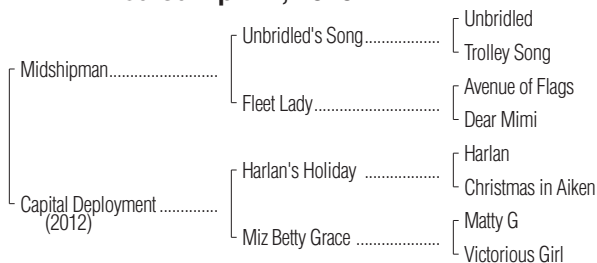 Unbridled
Unbridled's Song
Trolley Song
Midshipman
Avenue of Flags
Fleet Lady
Dear Mimi
Harlan
Harlan's Holiday
Christmas in Aiken
Capital Deployment
(2012)
Matty G
Miz Betty Grace
Victorious Girl